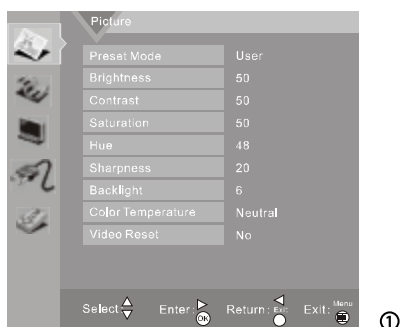 Picture
Preset Mode User
Brightness 50
Contrast 50
Saturation 50
Hue 48
Sharpness 20
Backlight 6
Color Temperature Neutral
Video Reset No
Select: Enter: OK Return: Exit Exit: Menu
①